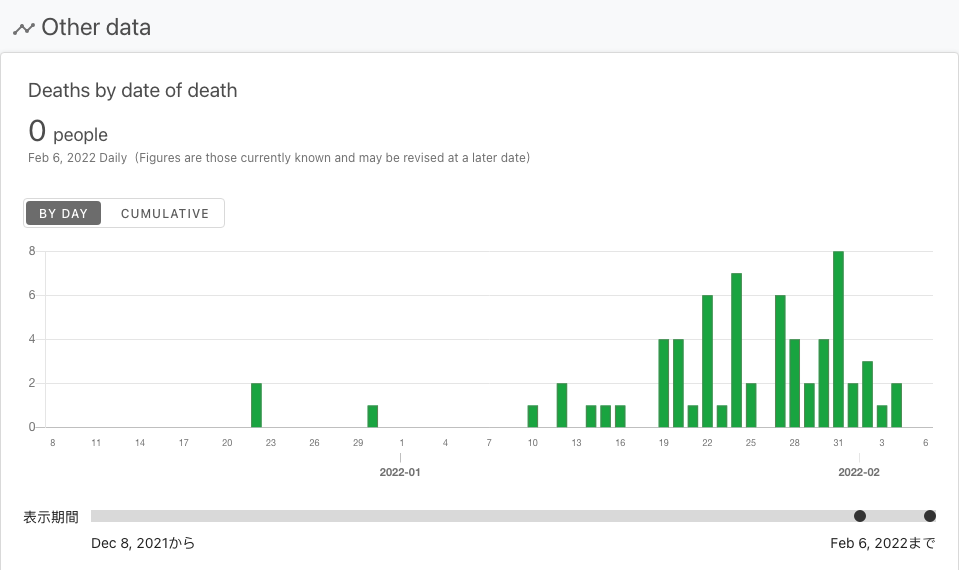 Other data
Deaths by date of death
0 people
Feb 6, 2022 Daily (Figures are those currently known and may be revised at a later date)
BY DAY CUMULATIVE
8
6
4
2
0
8 11 14 17 20 23 26 29 1 4 7 10 13 16 19 22 25 28 31 3 6
2022-01 2022-02
表示期間
Dec 8, 2021から Feb 6, 2022まで